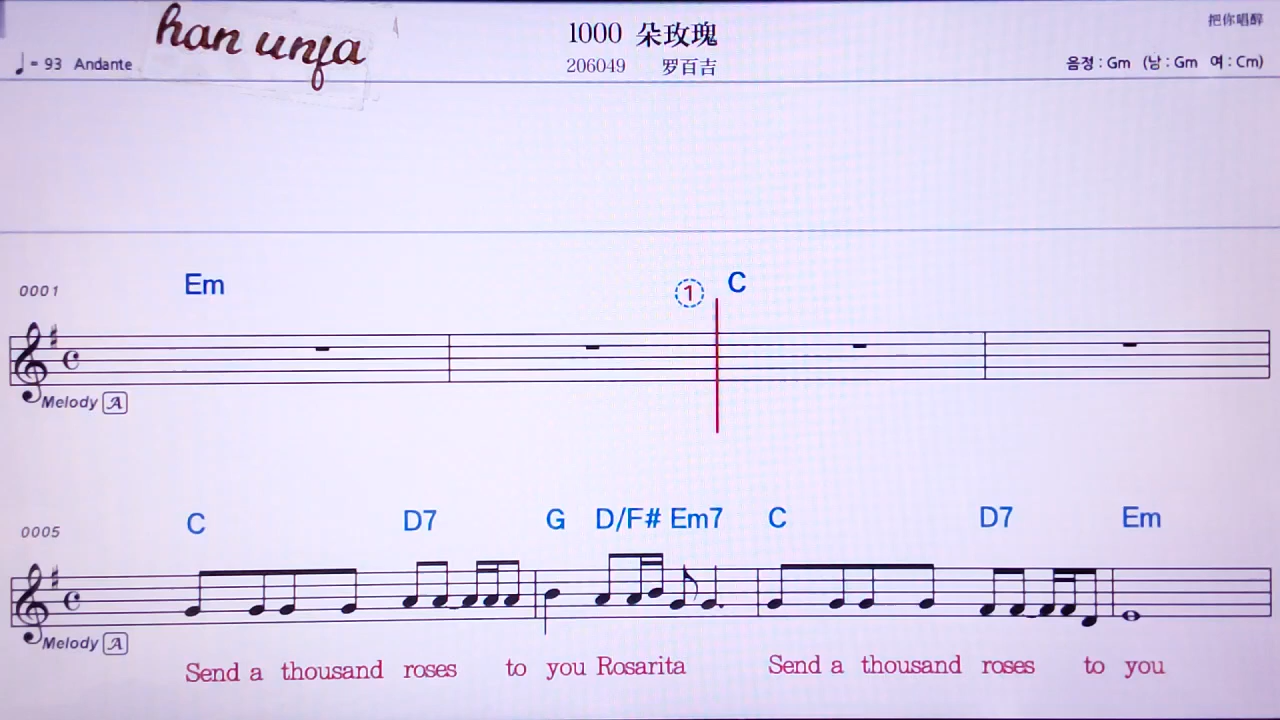 han unfa
1000 朵玫瑰
把你唱醉
♩= 93 Andante
206049 罗百吉
음정 : Gm (남 : Gm 여 : Cm)
0001 Em 1 C
Melody A
0005 C D7 G D/F# Em7 C D7 Em
Melody A
Send a thousand roses to you Rosarita Send a thousand roses to you